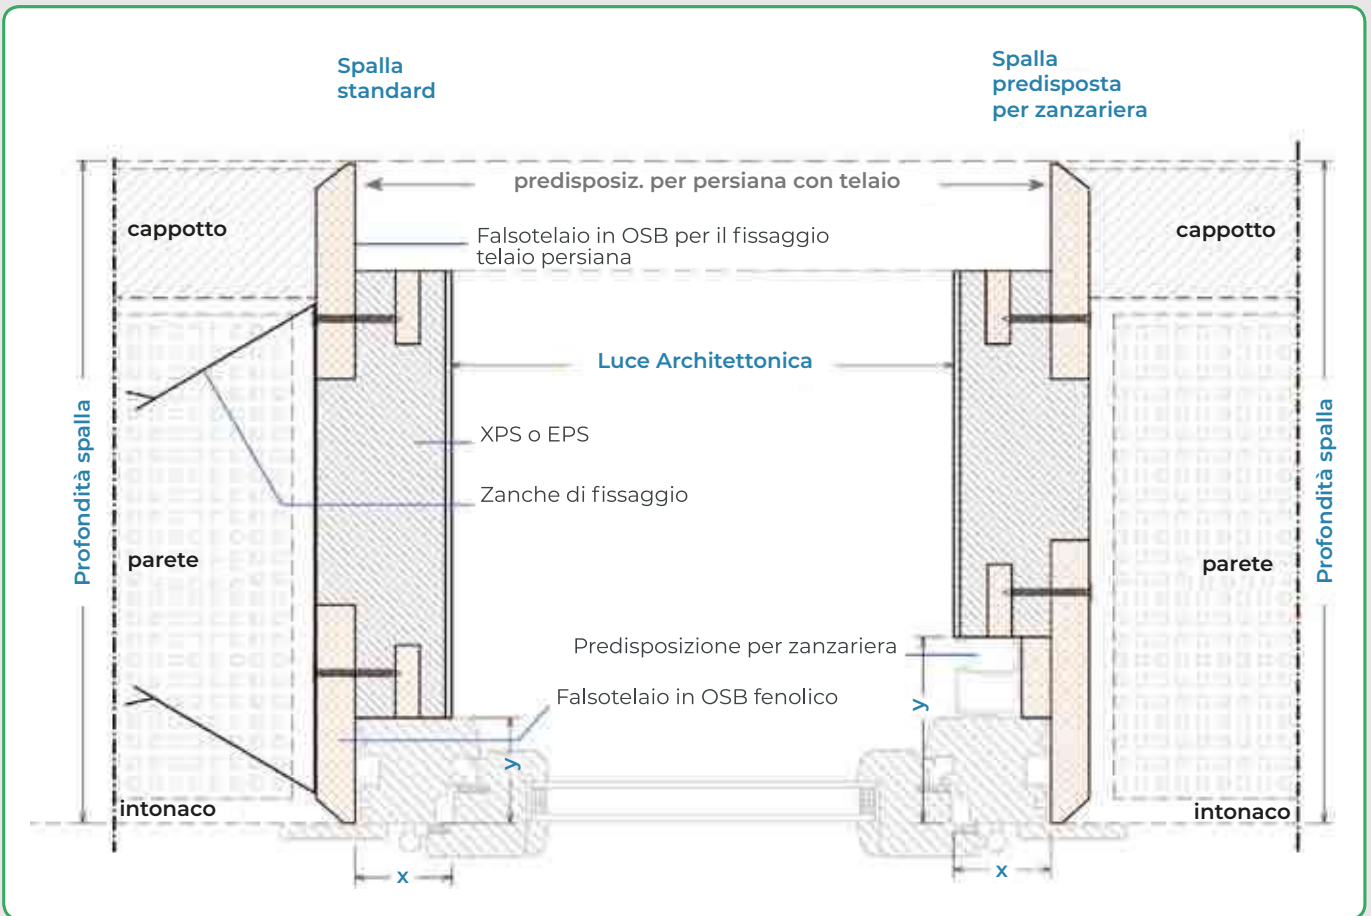 Spalla
standard
Spalla
predisposta
per zanzariera
predisposiz. per persiana con telaio
cappotto
cappotto
Falsotelaio in OSB per il fissaggio
telaio persiana
Luce Architettonica
Profondità spalla
Profondità spalla
XPS o EPS
Zanche di fissaggio
parete
parete
Predisposizione per zanzariera
Falsotelaio in OSB fenolico
y
y
intonaco
intonaco
x
x